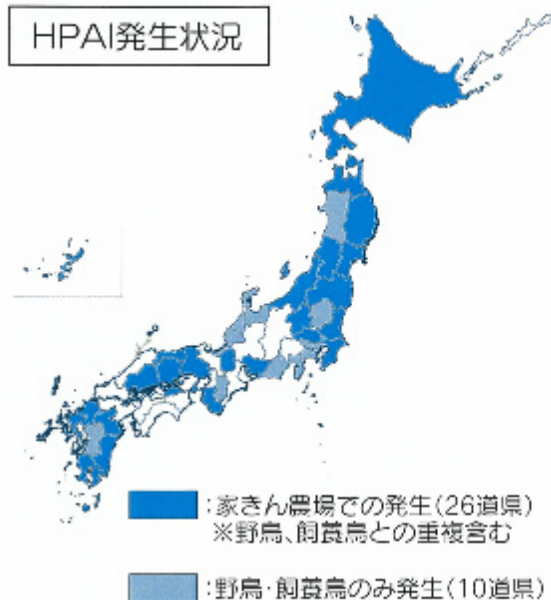 HPAI発生状況
:家きん農場での発生(26道県)
※野鳥、飼養鳥との重複含む
:野鳥・飼養鳥のみ発生(10道県)